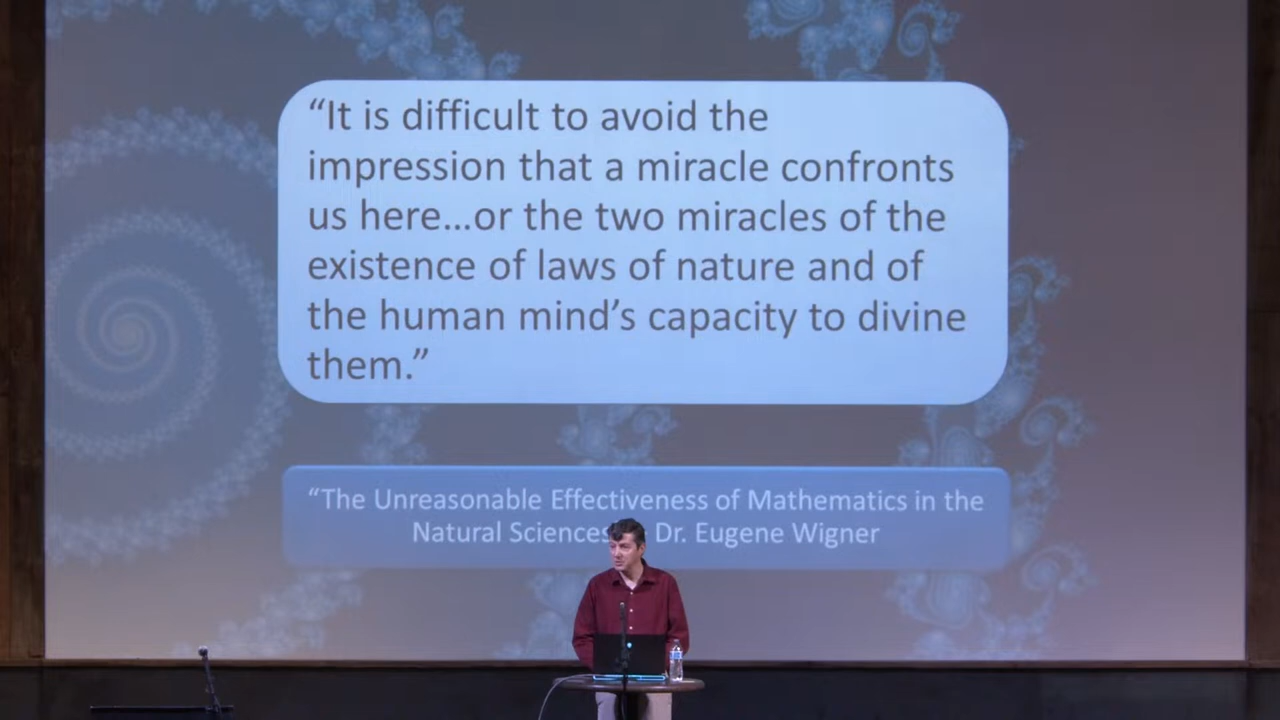 “It is difficult to avoid the
impression that a miracle confronts
us here...or the two miracles of the
existence of laws of nature and of
the human mind’s capacity to divine
them.”
“The Unreasonable Effectiveness of Mathematics in the
Natural Sciences Dr. Eugene Wigner